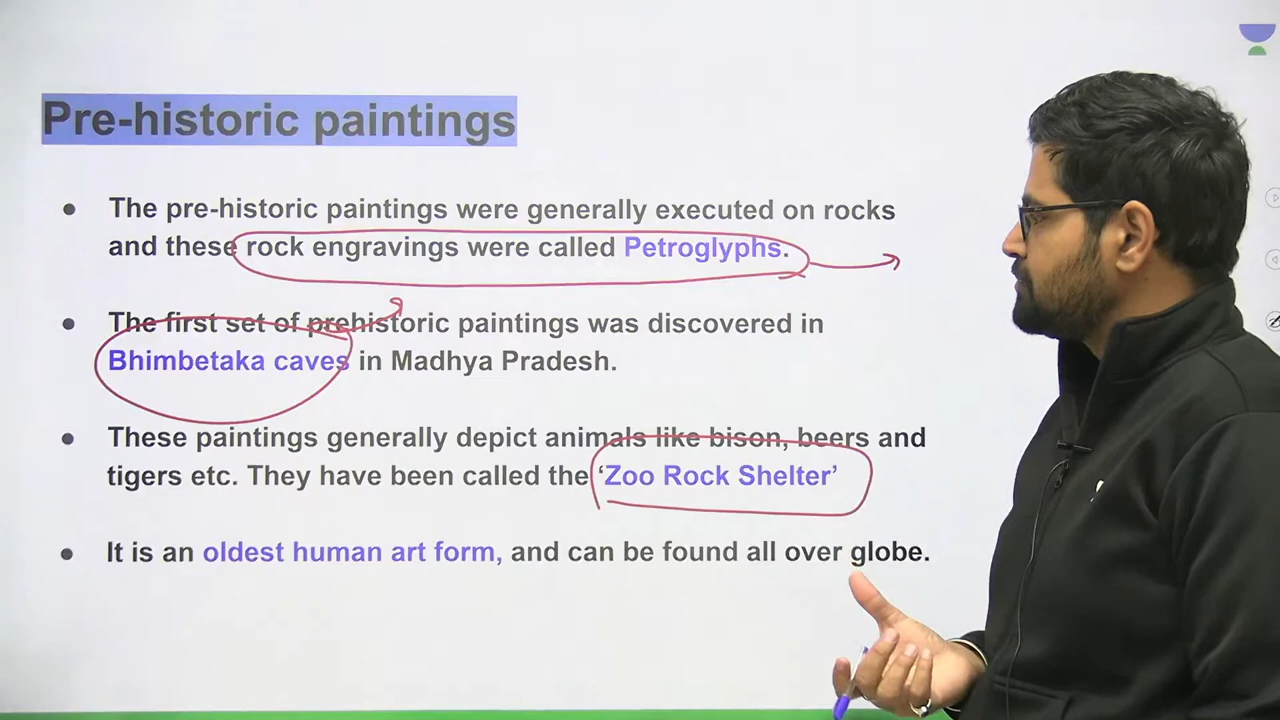 Pre-historic paintings
● The pre-historic paintings were generally executed on rocks
and these rock engravings were called Petroglyphs.
● The first set of prehistoric paintings was discovered in
Bhimbetaka caves in Madhya Pradesh.
● These paintings generally depict animals like bison, beers and
tigers etc. They have been called the ‘Zoo Rock Shelter’
● It is an oldest human art form, and can be found all over globe.